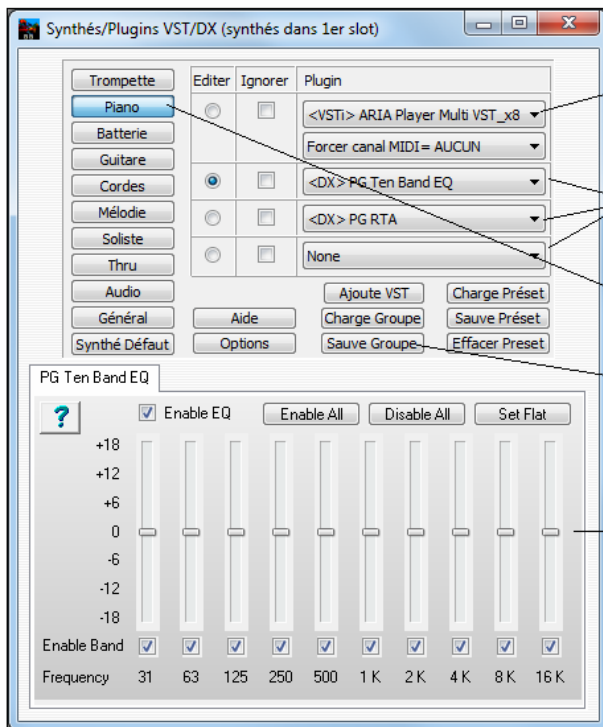 Synthés/Plugins VST/DX (synthés dans 1er slot)
Trompette Editer Ignorer Plugin
Piano <VSTi> ARIA Player Multi VST_x8
Batterie
Guitare Forcer canal MIDI= AUCUN
Cordes <DX> PG Ten Band EQ
Mélodie <DX> PG RTA
Soliste
Thru None
Audio Ajoute VST Charge Préset
Général Aide Charge Groupe Sauve Préset
Synthé Défaut Options Sauve Groupe Effacer Preset
PG Ten Band EQ
? Enable EQ Enable All Disable All Set Flat
+18
+12
+6
0
-6
-12
-18
Enable Band
Frequency 31 63 125 250 500 1 K 2 K 4 K 8 K 16 K